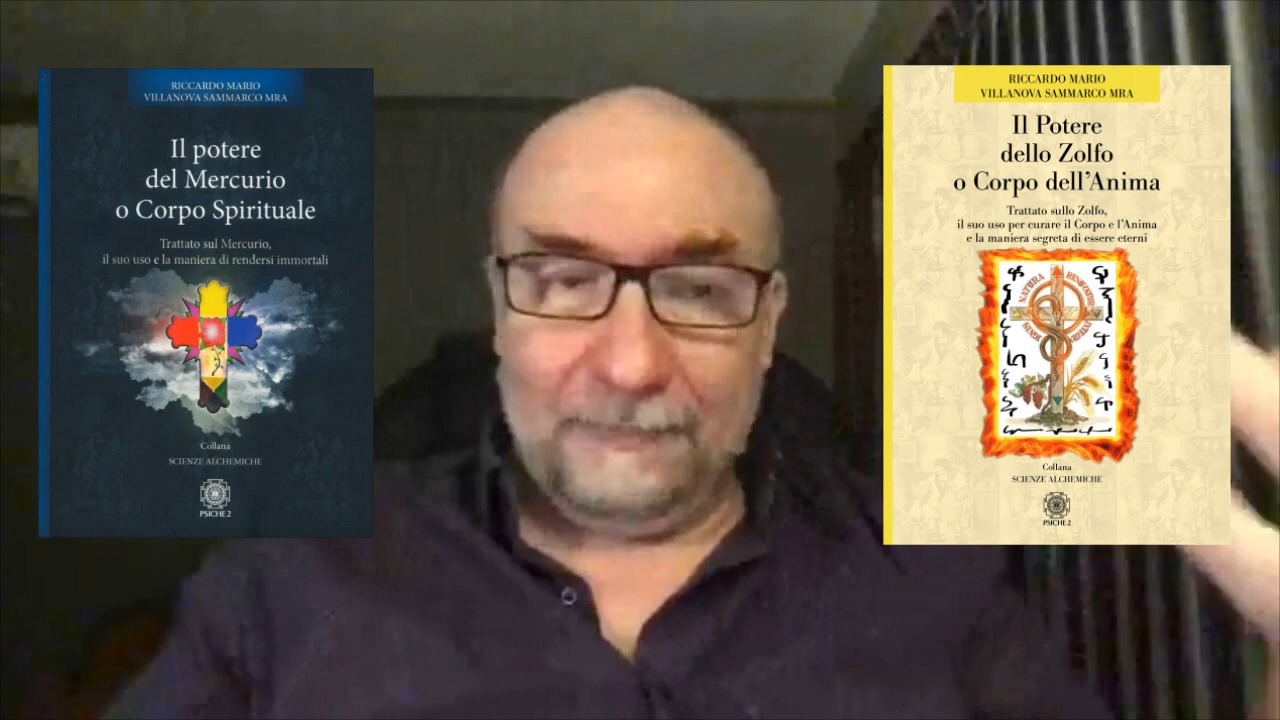 RICCARDO MARIO
VILLANOVA SAMMARCO MRA
Il potere
del Mercurio
o Corpo Spirituale
Trattato sul Mercurio,
il suo uso e la maniera di rendersi immortali
Collana
SCIENZE ALCHEMICHE
PSICHE 2
RICCARDO MARIO
VILLANOVA SAMMARCO MRA
Il Potere
dello Zolfo
o Corpo dell'Anima
Trattato sullo Zolfo,
il suo uso per curare il Corpo e l'Anima
e la maniera segreta di essere eterni
NATURA
Collana
SCIENZE ALCHEMICHE
PSICHE 2